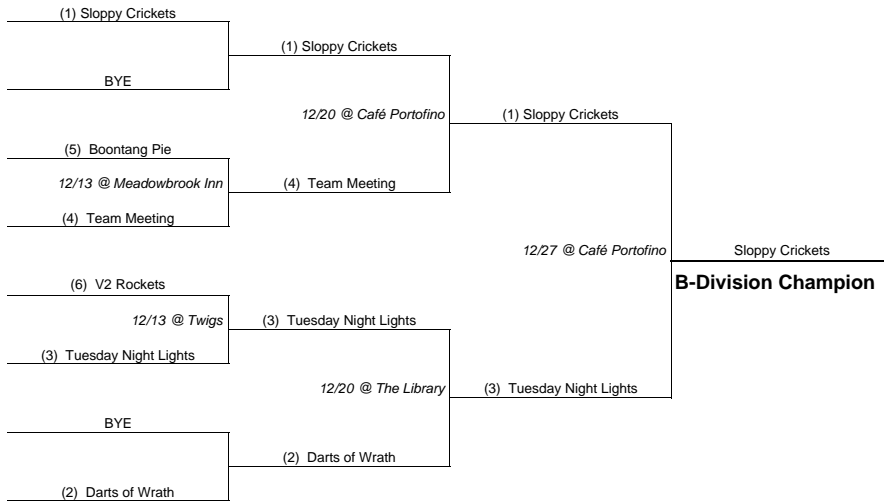 (1) Sloppy Crickets
(1) Sloppy Crickets
BYE
12/20 @ Café Portofino
(1) Sloppy Crickets
(5) Boontang Pie
12/13 @ Meadowbrook Inn
(4) Team Meeting
(4) Team Meeting
12/27 @ Café Portofino
Sloppy Crickets
B-Division Champion
(6) V2 Rockets
12/13 @ Twigs
(3) Tuesday Night Lights
(3) Tuesday Night Lights
12/20 @ The Library
(3) Tuesday Night Lights
BYE
(2) Darts of Wrath
(2) Darts of Wrath